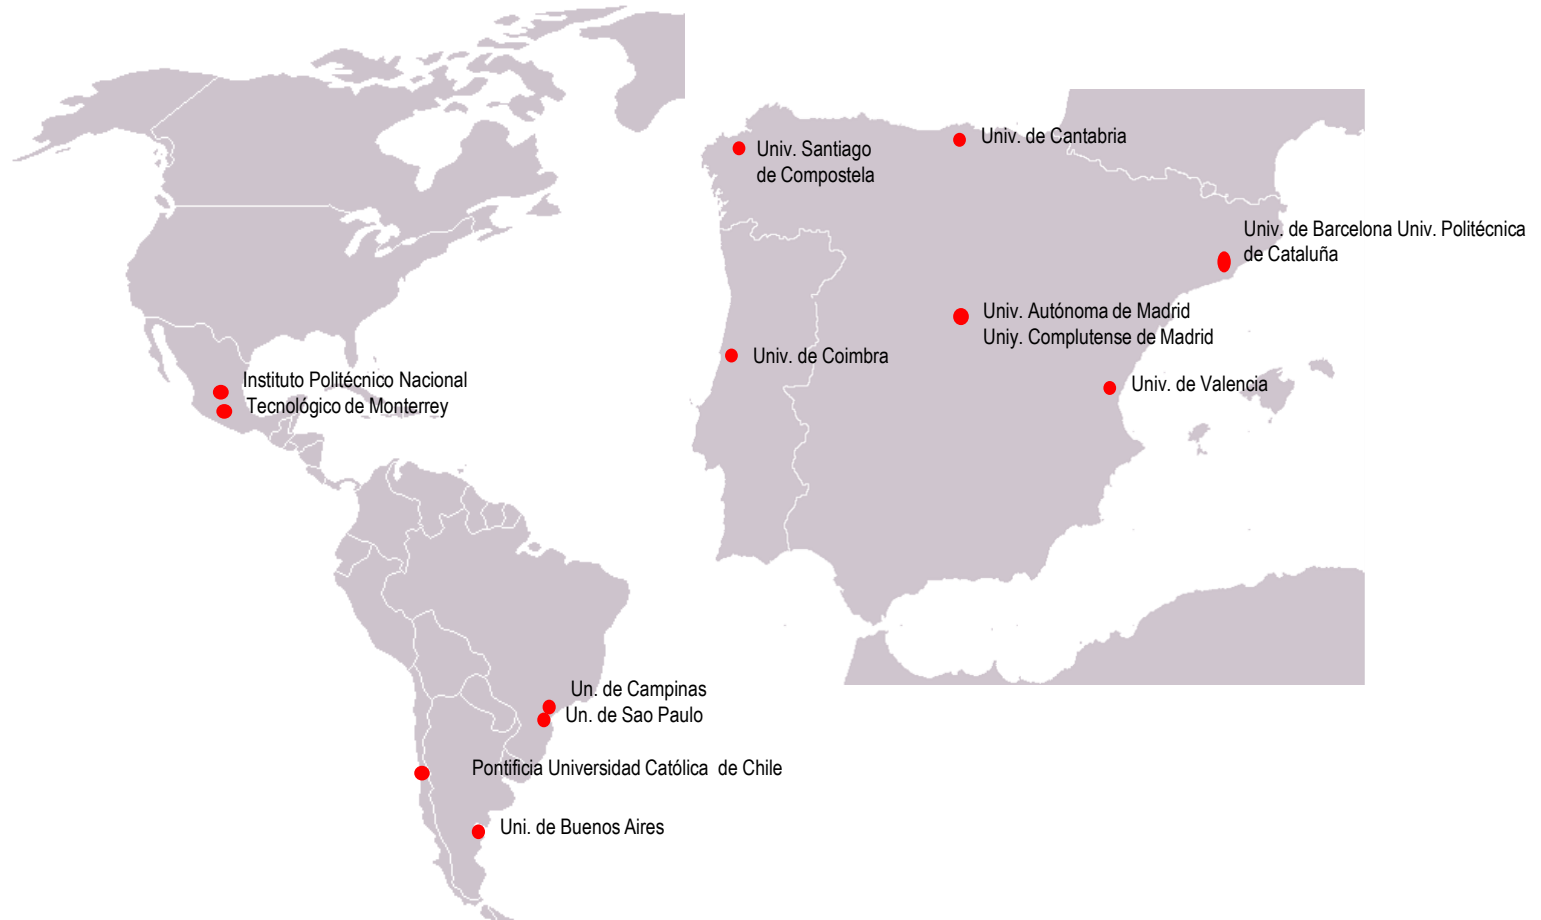 Univ. Santiago
de Compostela
Univ. de Cantabria
Univ. de Barcelona Univ. Politécnica
de Cataluña
Univ. Autónoma de Madrid
Uniy. Complutense de Madrid
Univ. de Coimbra
Univ. de Valencia
Instituto Politécnico Nacional
Tecnológico de Monterrey
Un. de Campinas
Un. de Sao Paulo
Pontificia Universidad Católica de Chile
Uni. de Buenos Aires